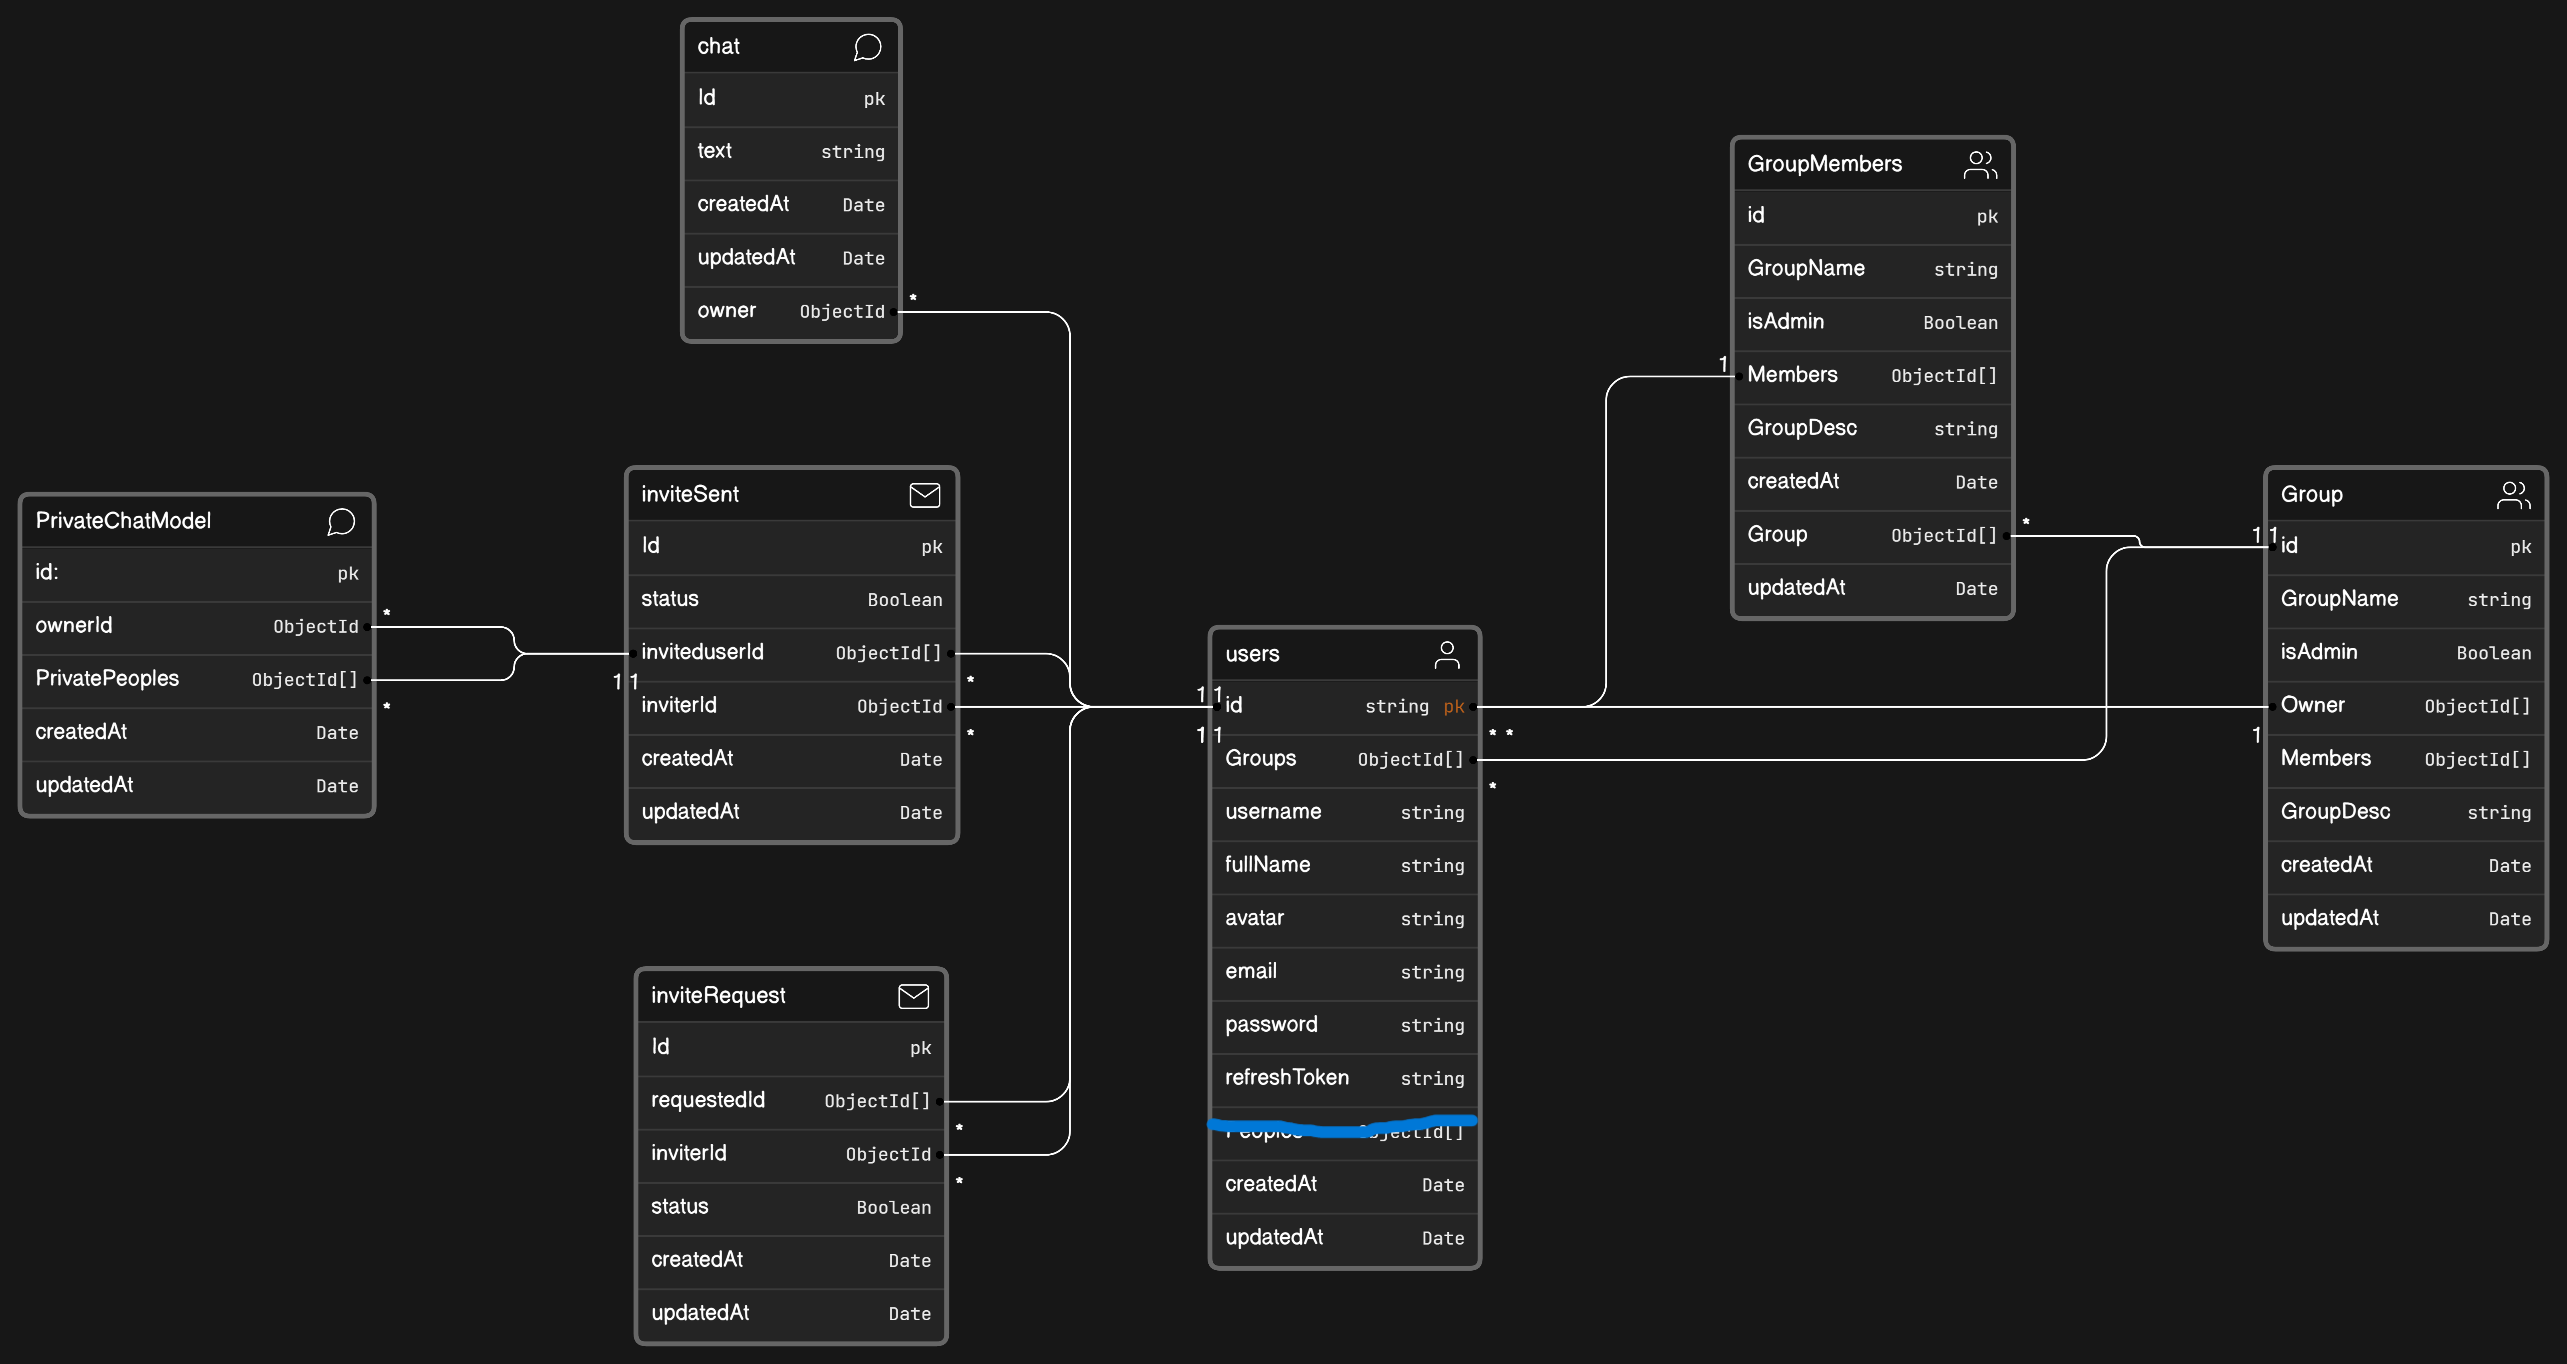 chat
Id pk
text string
createdAt Date
updatedAt Date
owner ObjectId
*
PrivateChatModel
id: pk
ownerId ObjectId
*
PrivatePeoples ObjectId[]
*
createdAt Date
updatedAt Date
inviteSent
Id pk
status Boolean
inviteduserId ObjectId[]
1 1
*
inviterId ObjectId
*
createdAt Date
updatedAt Date
inviteRequest
Id pk
requestedId ObjectId[]
*
inviterId ObjectId
*
status Boolean
createdAt Date
updatedAt Date
users
1 1
id string pk
1 1
* *
Groups ObjectId[]
*
username string
fullName string
avatar string
email string
password string
refreshToken string
Peoples ObjectId[]
createdAt Date
updatedAt Date
GroupMembers
id pk
GroupName string
isAdmin Boolean
1
Members ObjectId[]
GroupDesc string
createdAt Date
Group ObjectId[]
*
updatedAt Date
Group
1 1
id pk
GroupName string
isAdmin Boolean
Owner ObjectId[]
1
Members ObjectId[]
GroupDesc string
createdAt Date
updatedAt Date